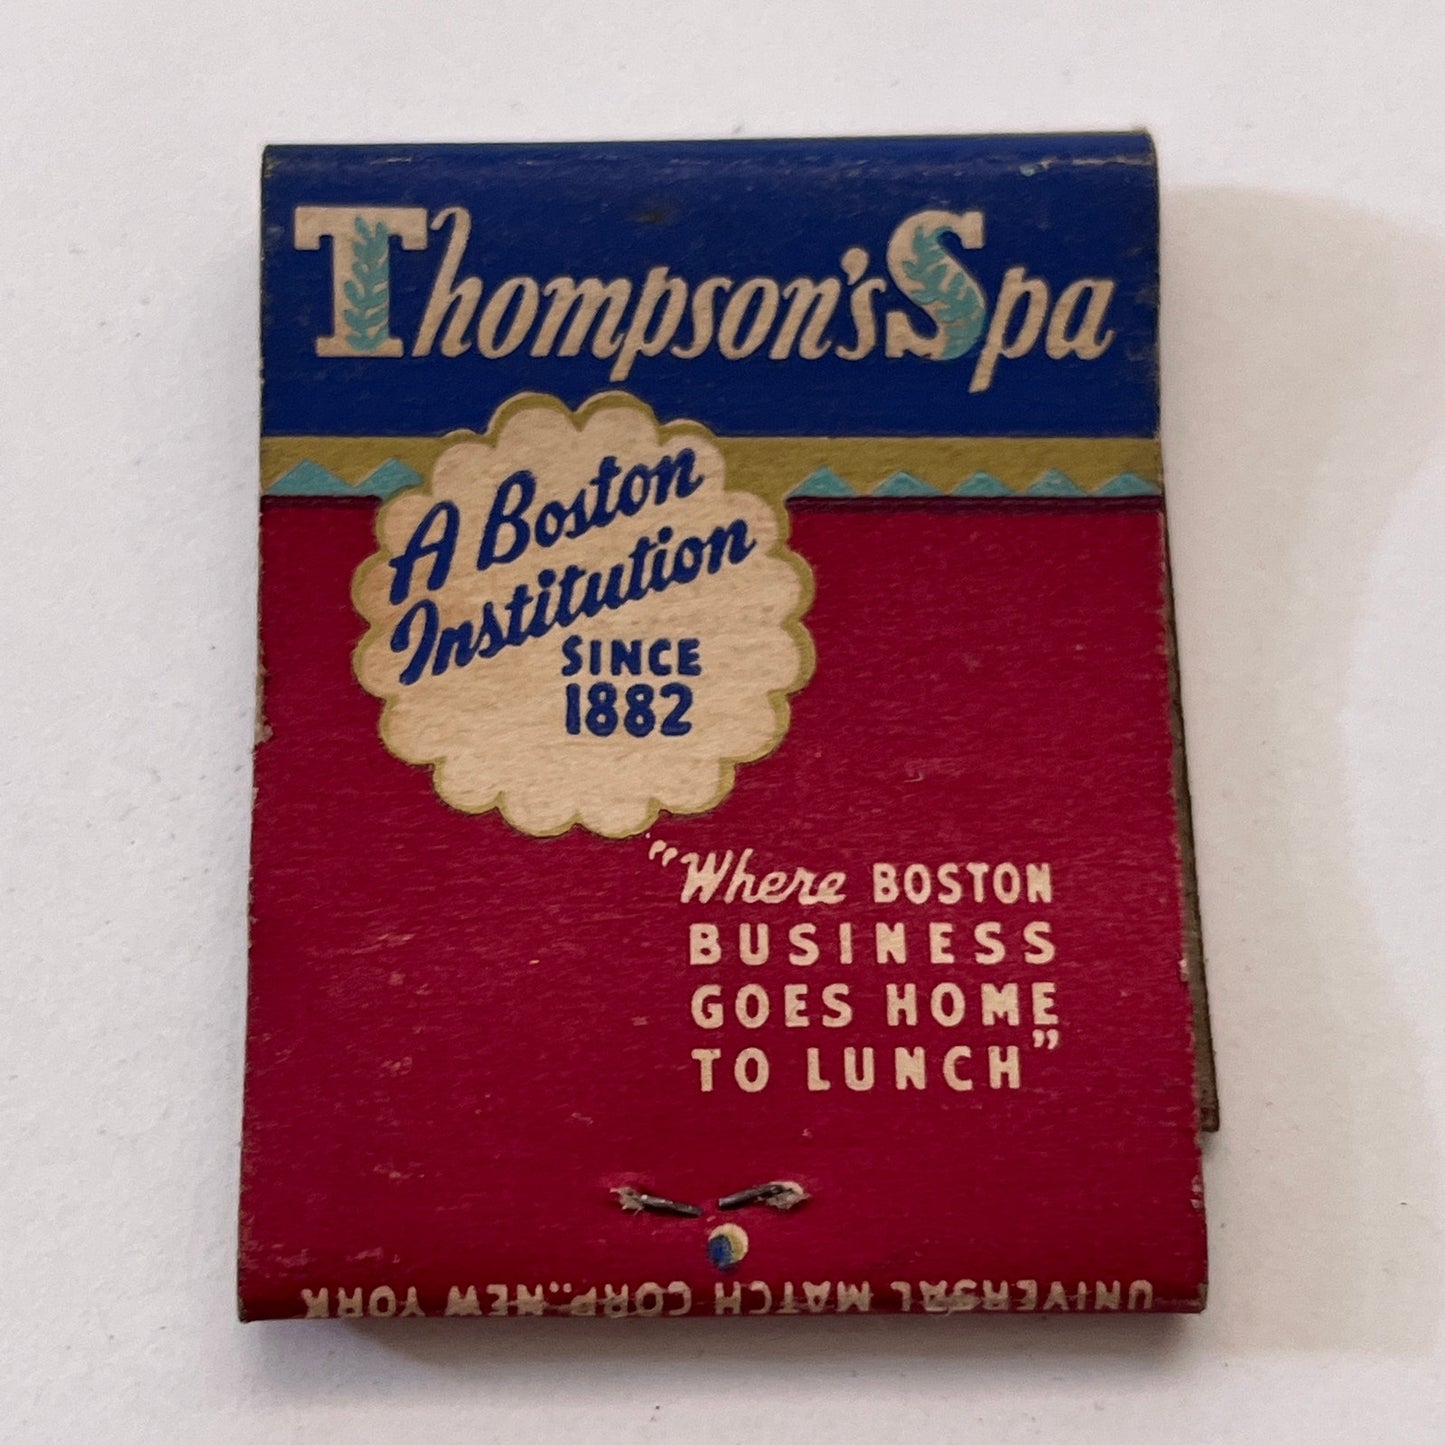 Thompson's Spa
A Boston
Institution
SINCE
1882
"Where BOSTON
BUSINESS
GOES HOME
TO LUNCH"
UNIVERSAL MATCH CORP., NEW YORK